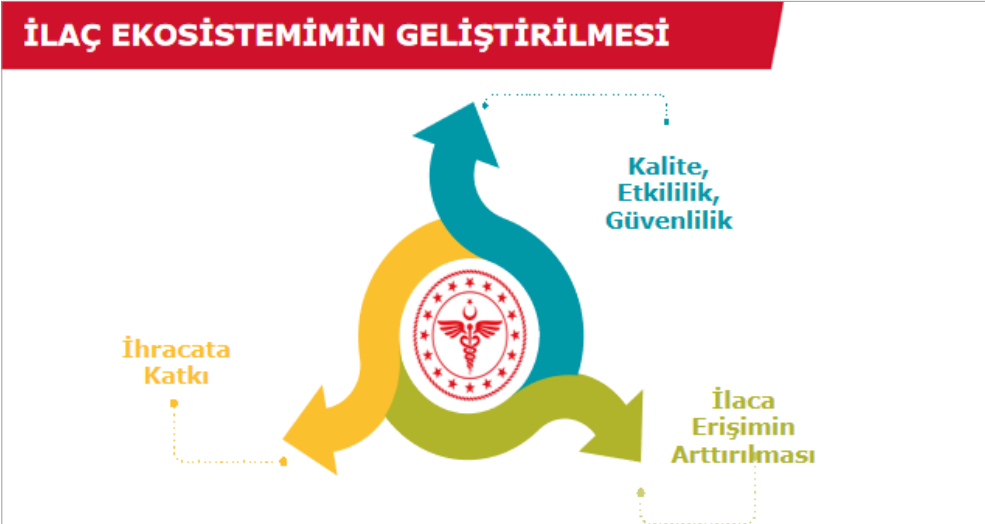 İLAÇ EKOSİSTEMİMİN GELİŞTİRİLMESİ
Kalite,
Etkililik,
Güvenlilik
İhracata
Katkı
İlaca
Erişimin
Arttırılması